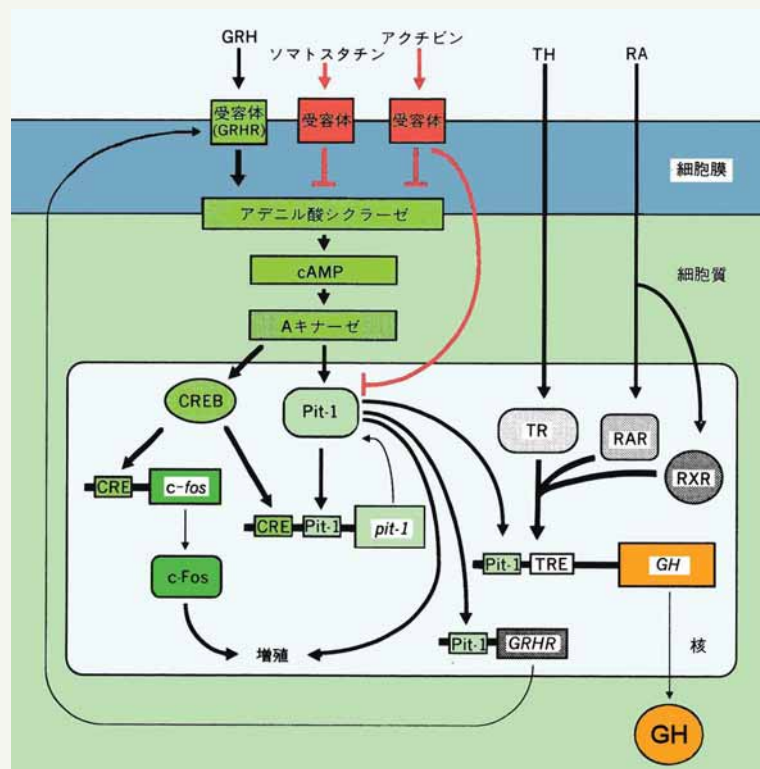 GRH
ソマトスタチン
アクチビン
TH
RA
受容体
(GRHR)
受容体
受容体
細胞膜
アデニル酸シクラーゼ
細胞質
cAMP
Aキナーゼ
CREB
Pit-1
TR
RAR
RXR
CRE
c-fos
CRE
Pit-1
pit-1
Pit-1
TRE
GH
c-Fos
Pit-1
GRHR
増殖
核
GH